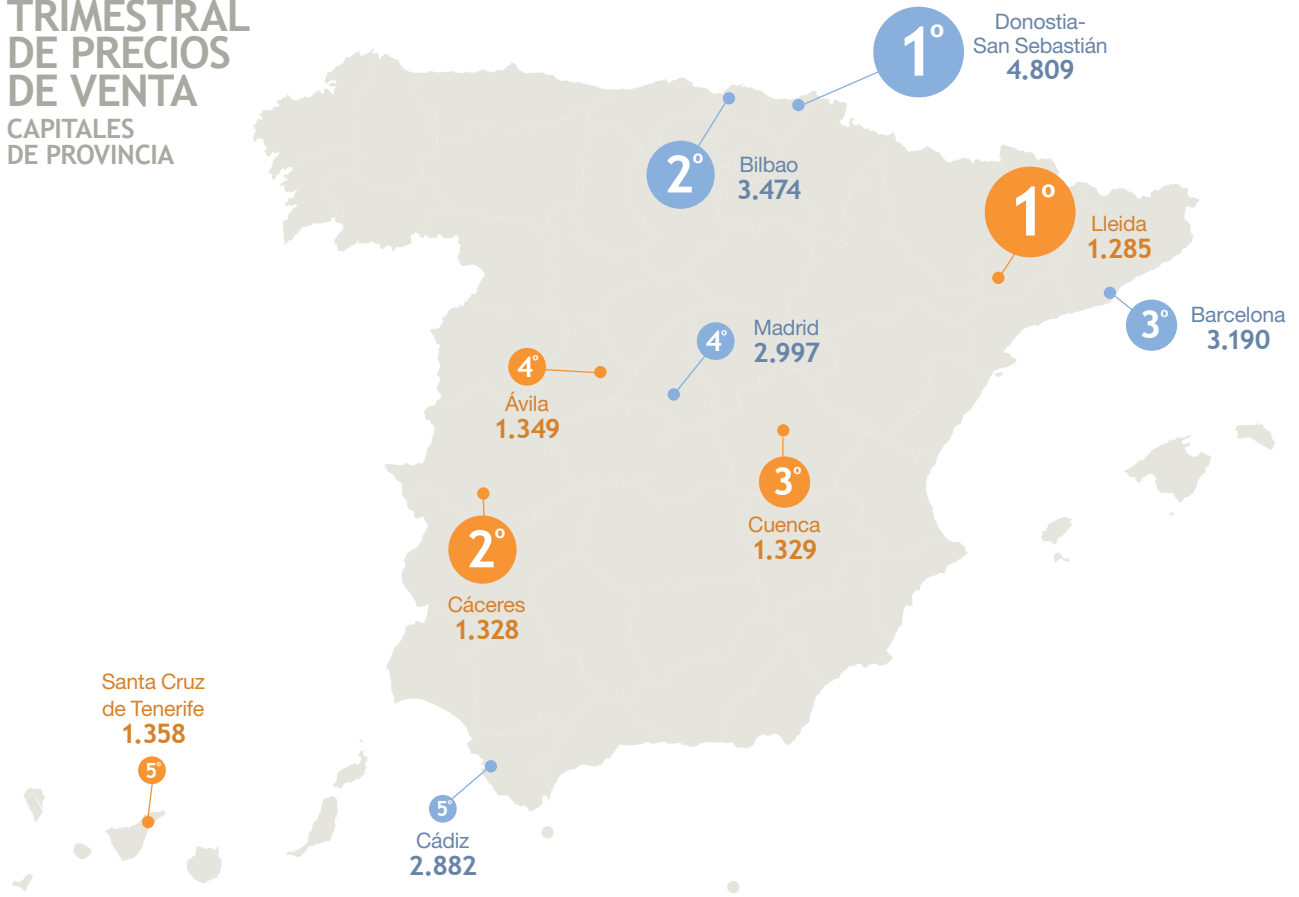 TRIMESTRAL
DE PRECIOS
DE VENTA
CAPITALES
DE PROVINCIA
1º
Donostia-
San Sebastián
4.809
2º
Bilbao
3.474
1º
Lleida
1.285
3º
Barcelona
3.190
4º
Madrid
2.997
4º
Ávila
1.349
3º
Cuenca
1.329
2º
Cáceres
1.328
Santa Cruz
de Tenerife
1.358
5º
5º
Cádiz
2.882